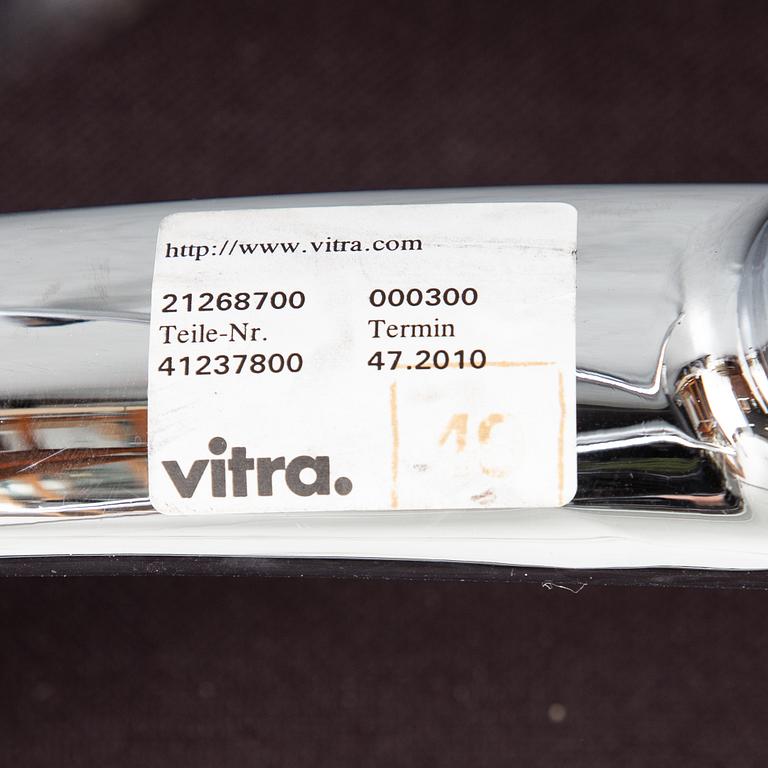 http://www.vitra.com
21268700 000300
Teile-Nr. Termin
41237800 47.2010
vitra.